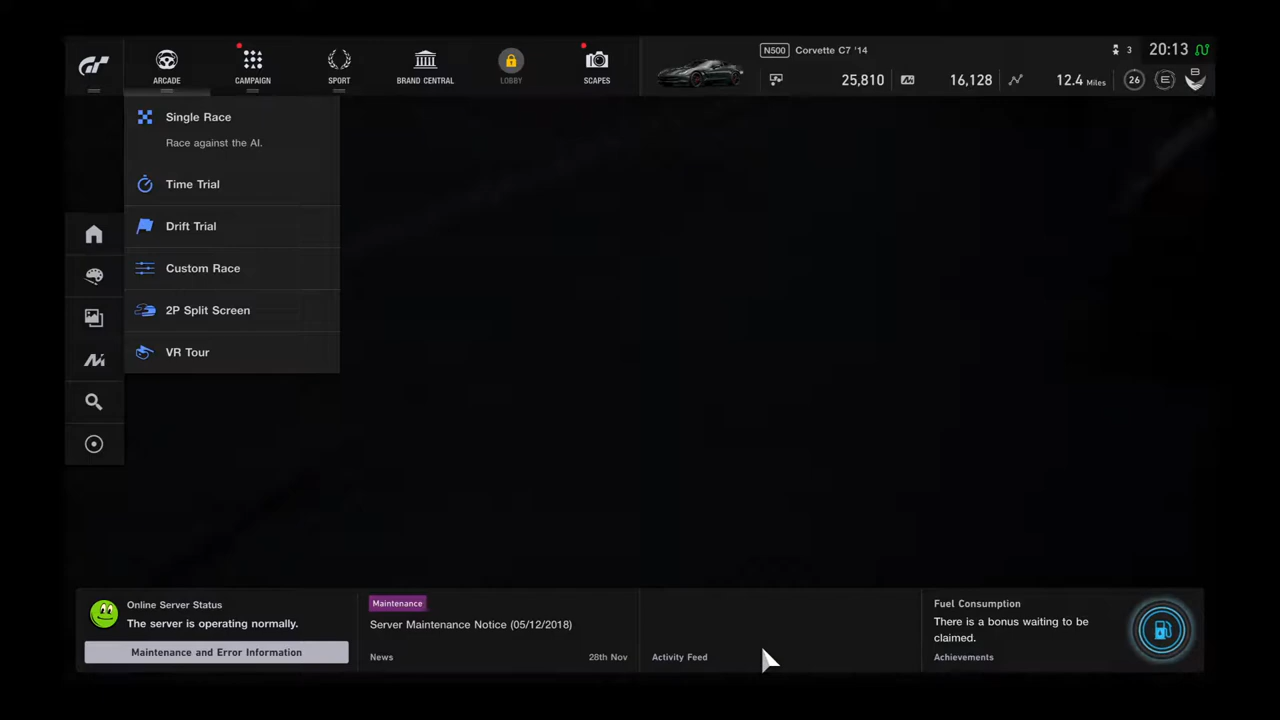 ARCADE
CAMPAIGN
SPORT
BRAND CENTRAL
LOBBY
SCAPES
N500 Corvette C7 '14
3 20:13
25,810 16,128 12.4 Miles 26 E B
Single Race
Race against the AI.
Time Trial
Drift Trial
Custom Race
2P Split Screen
VR Tour
Online Server Status
The server is operating normally.
Maintenance and Error Information
Maintenance
Server Maintenance Notice (05/12/2018)
News 28th Nov
Activity Feed
Fuel Consumption
There is a bonus waiting to be
claimed.
Achievements